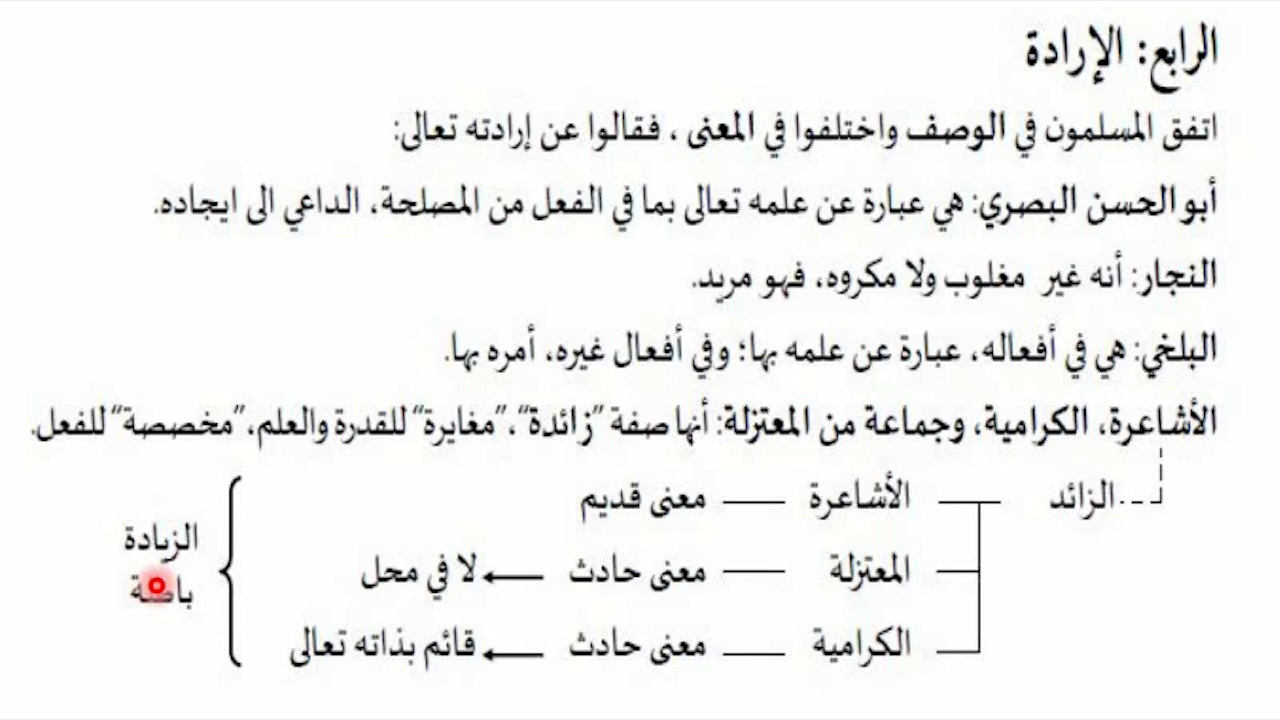 الرابع: الإرادة
اتفق المسلمون في الوصف واختلفوا في المعنى ، فقالوا عن إرادته تعالى:
أبو الحسن البصري: هي عبارة عن علمه تعالى بما في الفعل من المصلحة، الداعي الى ايجاده.
النجار: أنه غير مغلوب ولا مكروه، فهو مريد.
البلخي: هي في أفعاله، عبارة عن علمه بها؛ وفي أفعال غيره، أمره بها.
الأشاعرة، الكرامية، وجماعة من المعتزلة: أنها صفة "زائدة"،"مغايرة" للقدرة والعلم،"مخصصة" للفعل.
الزائد
الأشاعرة معنى قديم
المعتزلة معنى حادث لا في محل
الكرامية معنى حادث قائم بذاته تعالى
الزيادة